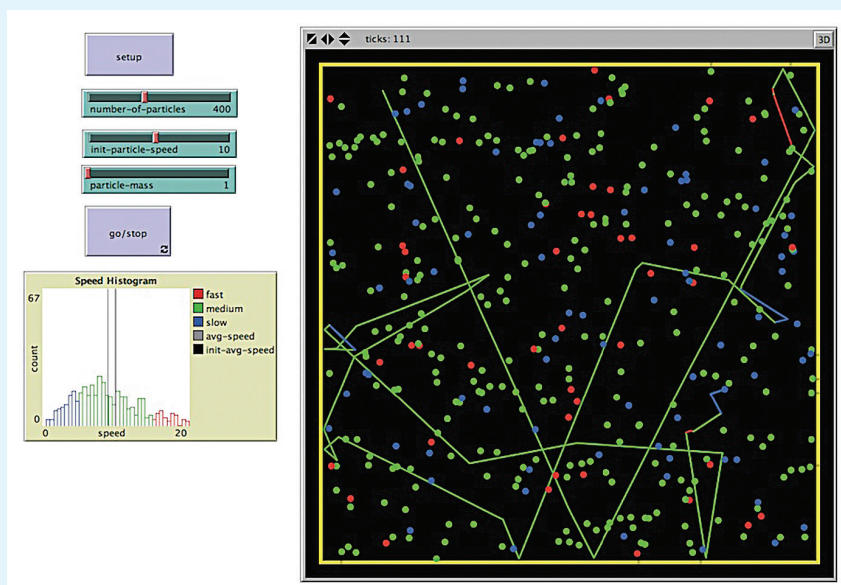 setup
number-of-particles 400
init-particle-speed 10
particle-mass 1
go/stop
Speed Histogram
67
count
0
0 speed 20
fast
medium
slow
avg-speed
init-avg-speed
ticks: 111
3D